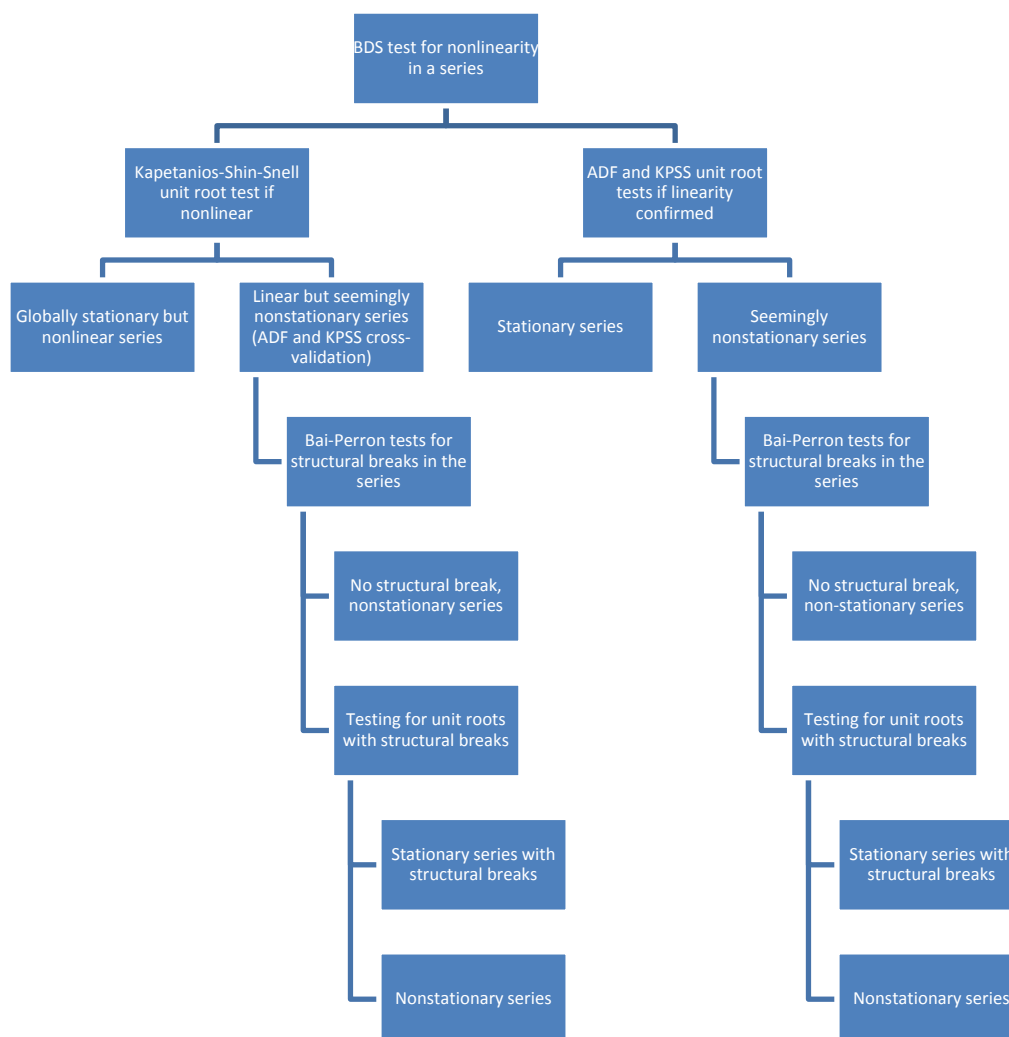 BDS test for nonlinearity
in a series
Kapetanios-Shin-Snell
unit root test if
nonlinear
ADF and KPSS unit root
tests if linearity
confirmed
Globally stationary but
nonlinear series
Linear but seemingly
nonstationary series
(ADF and KPSS cross-
validation)
Stationary series
Seemingly
nonstationary series
Bai-Perron tests for
structural breaks in the
series
Bai-Perron tests for
structural breaks in the
series
No structural break,
nonstationary series
No structural break,
non-stationary series
Testing for unit roots
with structural breaks
Testing for unit roots
with structural breaks
Stationary series with
structural breaks
Stationary series with
structural breaks
Nonstationary series
Nonstationary series